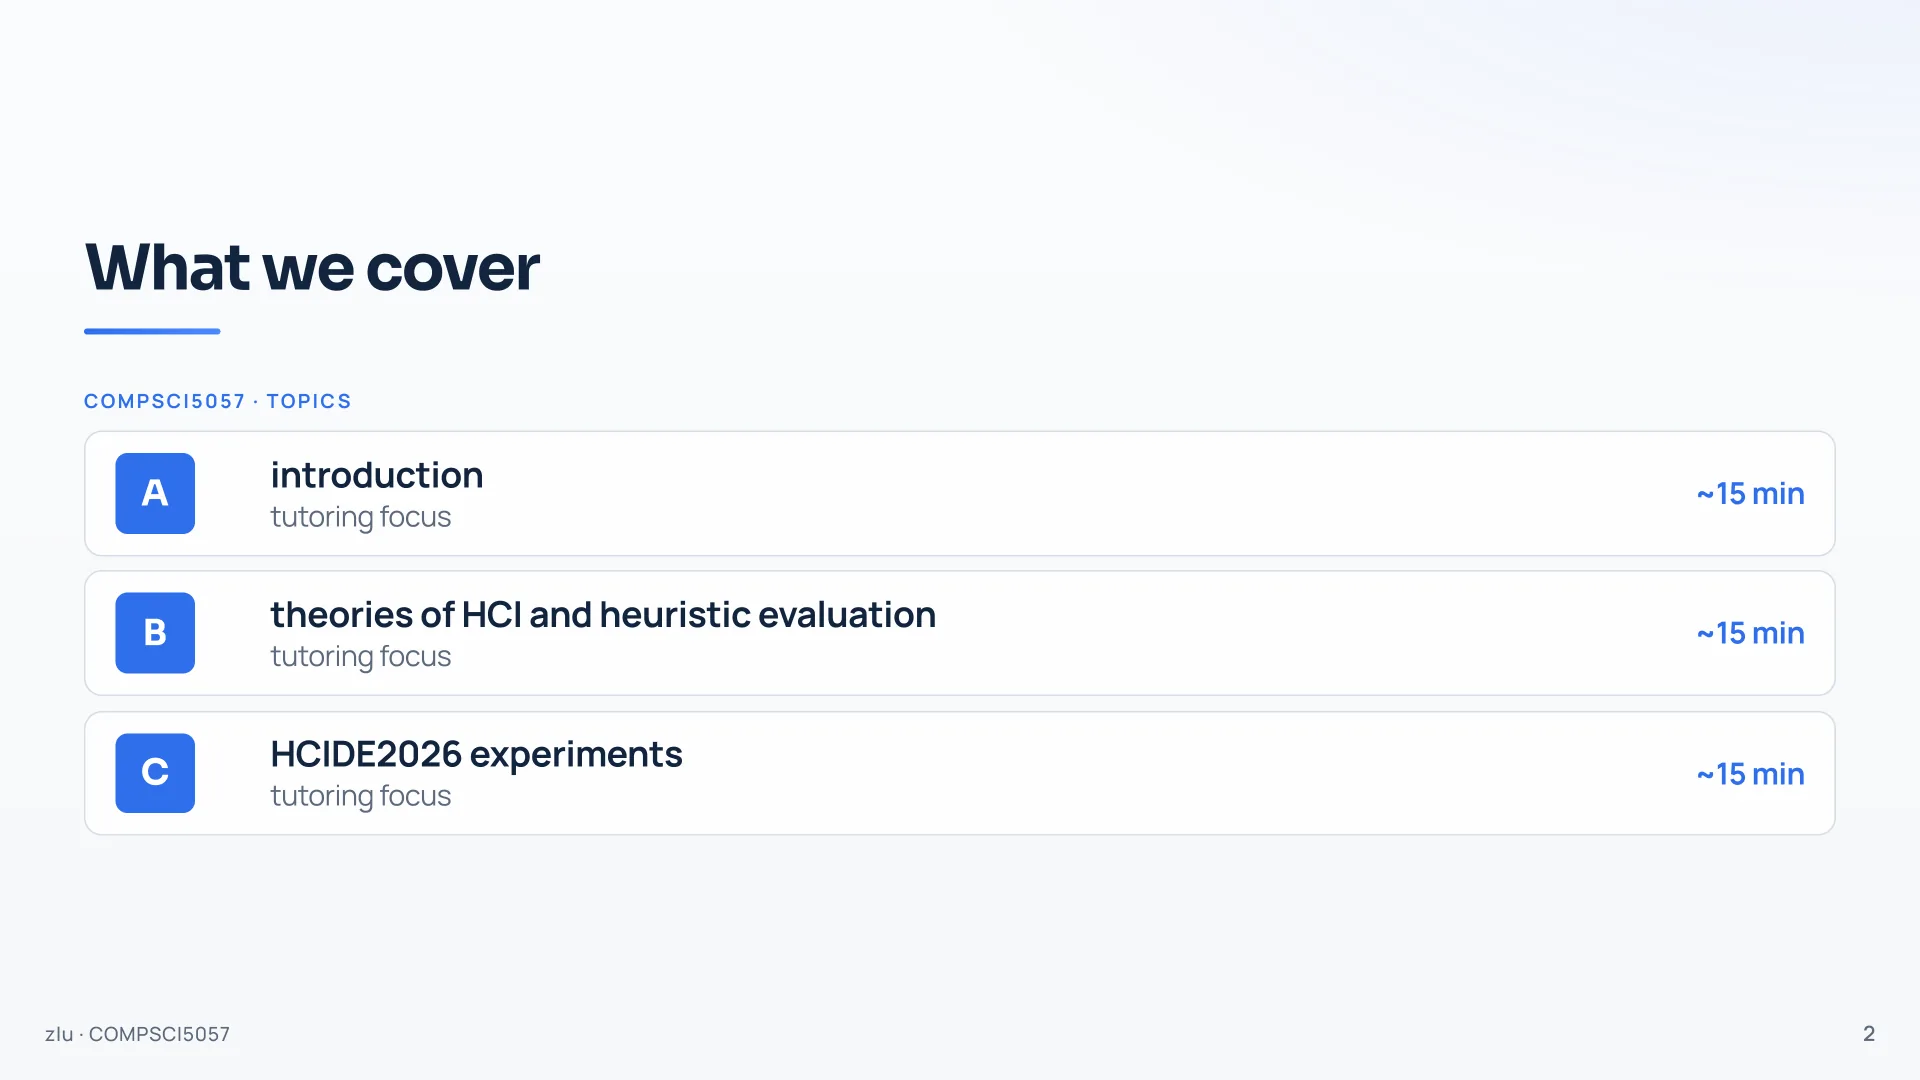 What we cover
COMPSCI5057 · TOPICS
A
introduction
tutoring focus
~15 min
B
theories of HCI and heuristic evaluation
tutoring focus
~15 min
C
HCIDE2026 experiments
tutoring focus
~15 min
zlu · COMPSCI5057
2